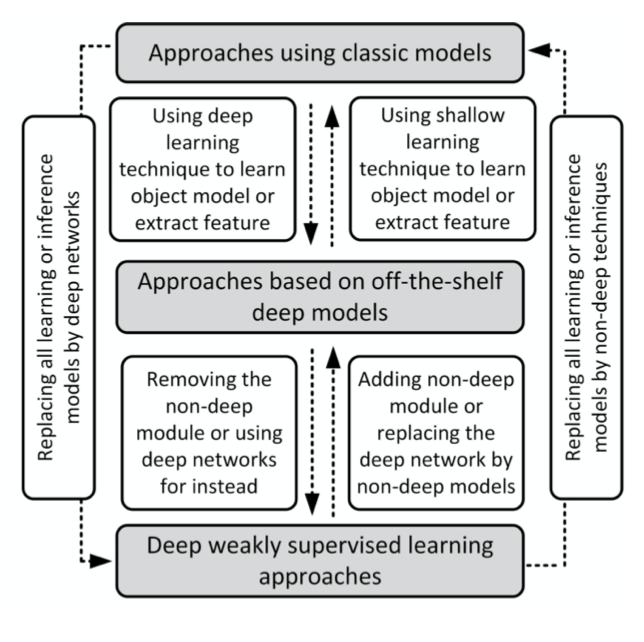 Approaches using classic models
Using deep
learning
technique to learn
object model or
extract feature
Using shallow
learning
technique to learn
object model or
extract feature
Replacing all learning or inference
models by deep networks
Replacing all learning or inference
models by non-deep techniques
Approaches based on off-the-shelf
deep models
Removing the
non-deep
module or using
deep networks
for instead
Adding non-deep
module or
replacing the
deep network by
non-deep models
Deep weakly supervised learning
approaches